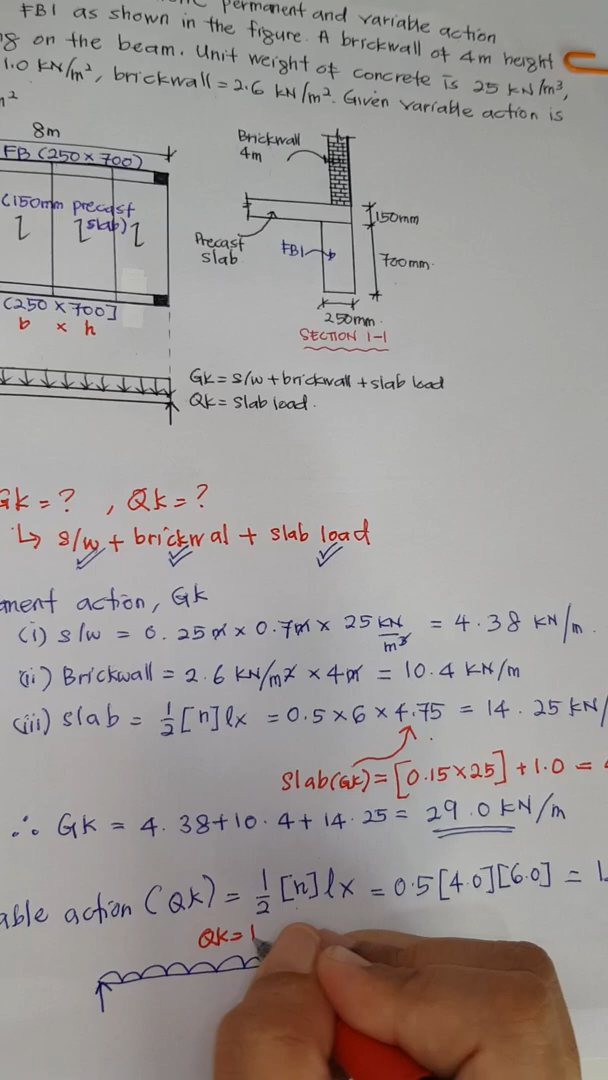 permanent and variable action
FB1 as shown in the figure. A brickwall of 4m height
on the beam. Unit weight of concrete is 25 kN/m³,
1.0 kN/m², brickwall = 2.6 kN/m². Given variable action is
8m
FB (250 x 700)
(150mm precast
slab)
(250 x 700]
b x h
Brickwall
4m
150mm
Precast
slab
FB1
700mm
250mm
SECTION 1-1
Gk = s/w + brickwall + slab load
Qk = slab load.
Gk = ? , Qk = ?
↳ s/w + brickwal + slab load
action, Gk
(i) s/w = 0.25m x 0.7m x 25 kN/m³ = 4.38 kN/m.
(ii) Brickwall = 2.6 kN/m² x 4m = 10.4 kN/m
(iii) slab = 1/2 [n] lx = 0.5 x 6 x 4.75 = 14.25 kN/
Slab(Gk) = [0.15x25] + 1.0 =
∴ Gk = 4.38+10.4+14.25 = 29.0 kN/m
action (Qk) = 1/2 [n] lx = 0.5[4.0][6.0] = 1
Qk = 1